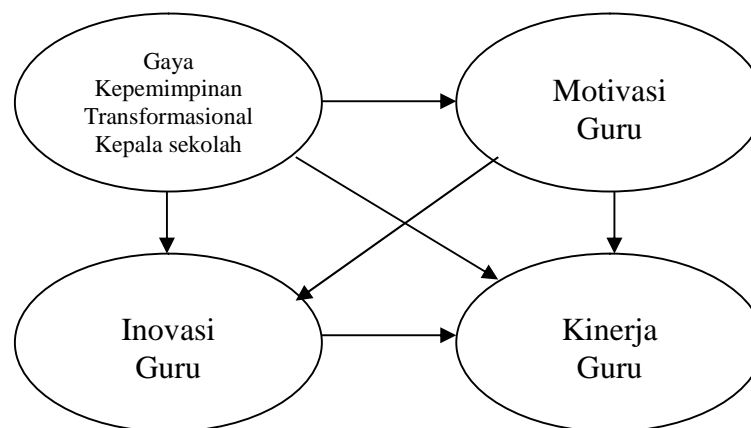 Gaya
Kepemimpinan
Transformasional
Kepala sekolah
Motivasi
Guru
Inovasi
Guru
Kinerja
Guru